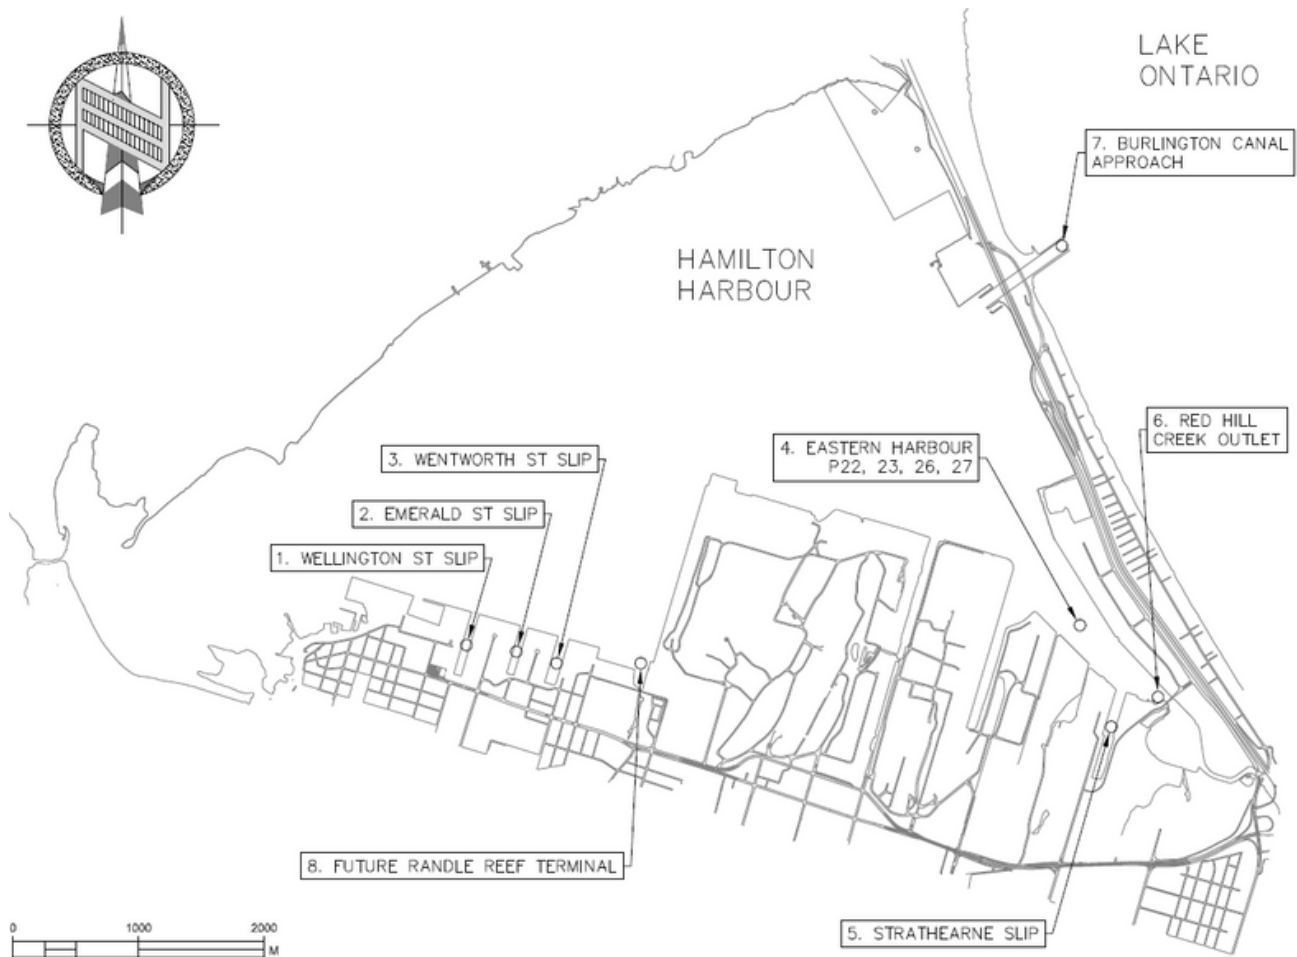 LAKE
ONTARIO
7. BURLINGTON CANAL
APPROACH
HAMILTON
HARBOUR
6. RED HILL
CREEK OUTLET
4. EASTERN HARBOUR
P22, 23, 26, 27
3. WENTWORTH ST SLIP
2. EMERALD ST SLIP
1. WELLINGTON ST SLIP
8. FUTURE RANDLE REEF TERMINAL
5. STRATHEARNE SLIP
0 1000 2000
M